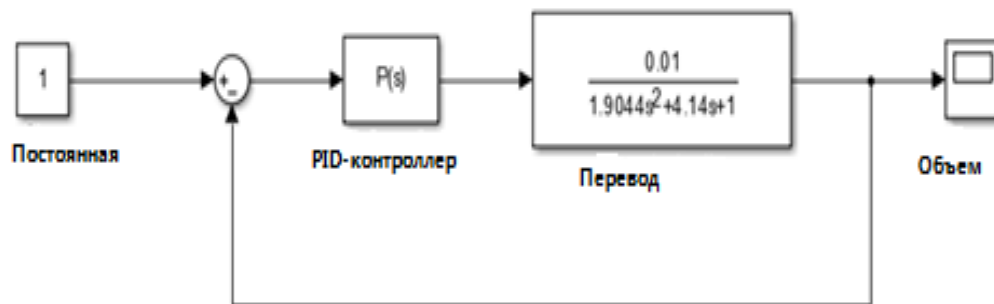 1
+
−
P(s)
0.01
1.9044s²+4.14s+1
Постоянная
PID-контроллер
Перевод
Объем